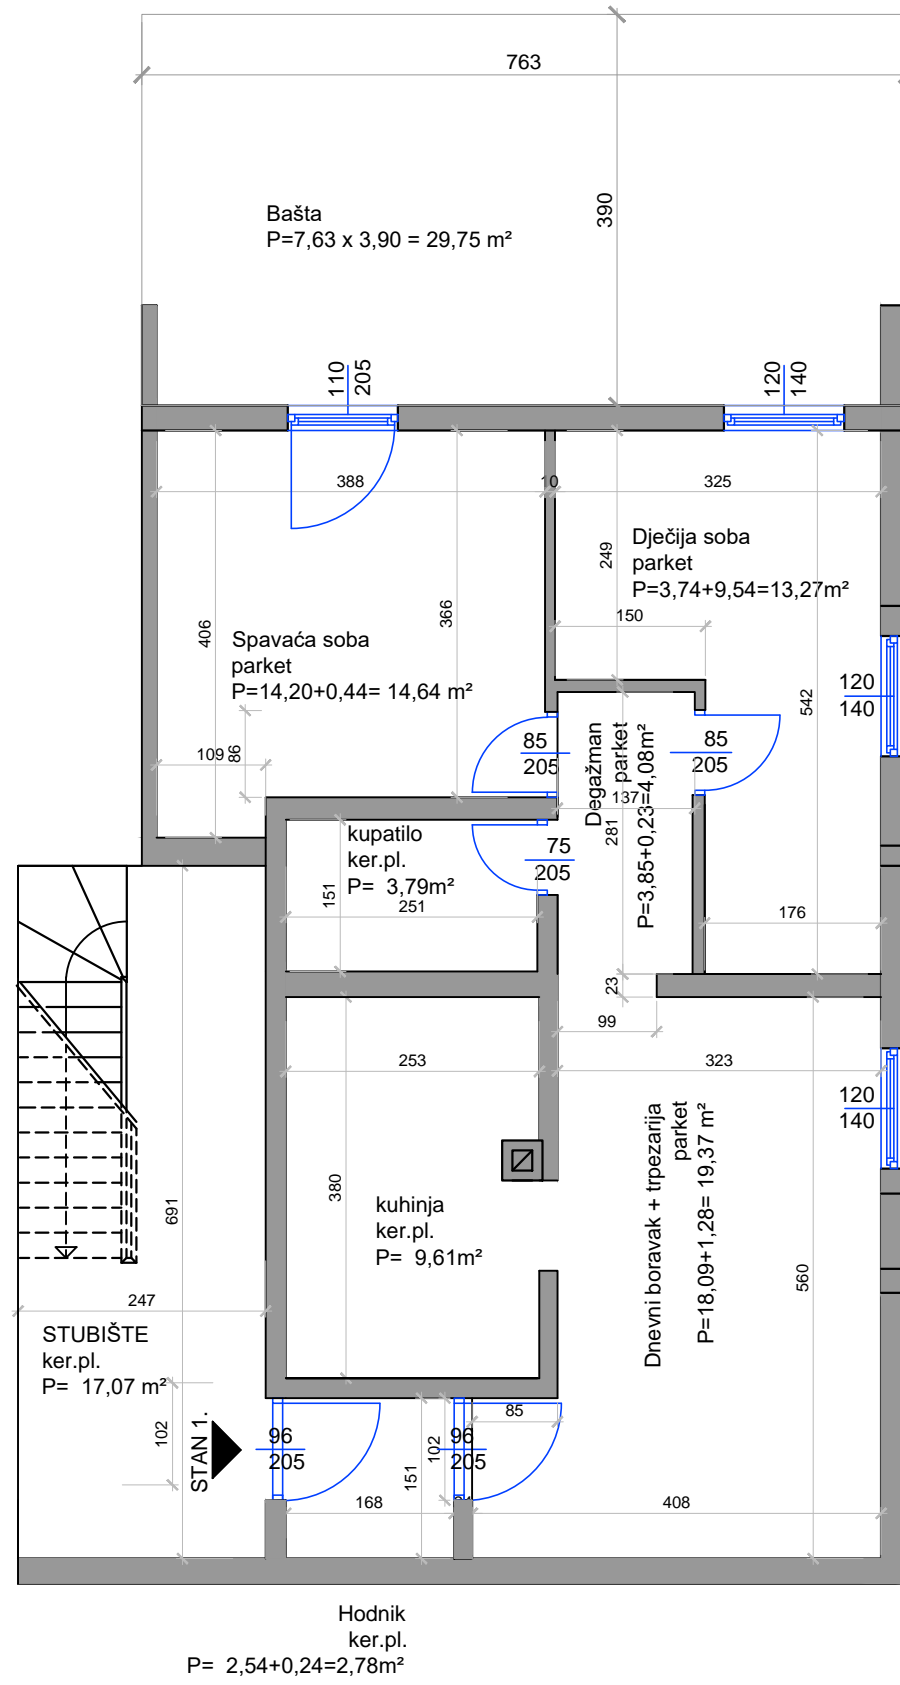 763
390
Bašta
P=7,63 x 3,90 = 29,75 m²
110
205
120
140
388
10
325
249
Dječija soba
parket
P=3,74+9,54=13,27m²
150
406
366
Spavaća soba
parket
P=14,20+0,44= 14,64 m²
109
86
542
120
140
85
205
85
205
Degažman
parket
P=3,85+0,23=4,08m²
137
281
kupatilo
ker.pl.
P= 3,79m²
151
251
75
205
176
23
99
253
323
120
140
380
kuhinja
ker.pl.
P= 9,61m²
Dnevni boravak + trpezarija
parket
P=18,09+1,28= 19,37 m²
560
691
247
STUBIŠTE
ker.pl.
P= 17,07 m²
102
STAN 1.
96
205
102
96
205
85
151
168
408
Hodnik
ker.pl.
P= 2,54+0,24=2,78m²